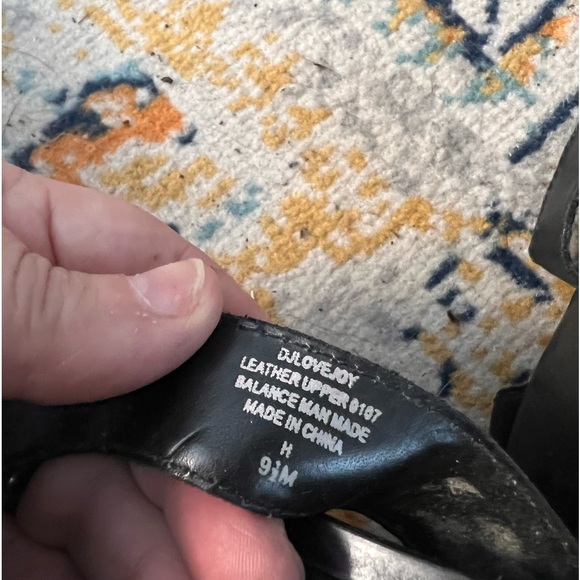 DJLOVEJOY
LEATHER UPPER 0107
BALANCE MAN MADE
MADE IN CHINA
H
9½M